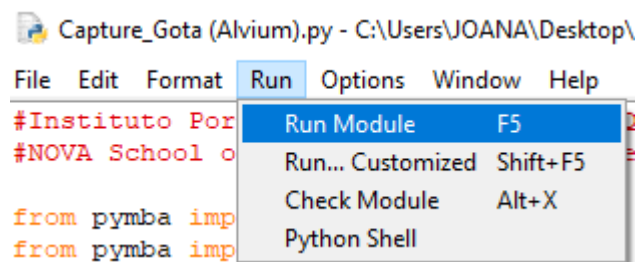 Capture_Gota (Alvium).py - C:\Users\JOANA\Desktop\
File Edit Format Run Options Window Help
#Instituto Por
Run Module F5
#NOVA School o
Run... Customized Shift+F5
Check Module Alt+X
from pymba imp
Python Shell
from pymba imp